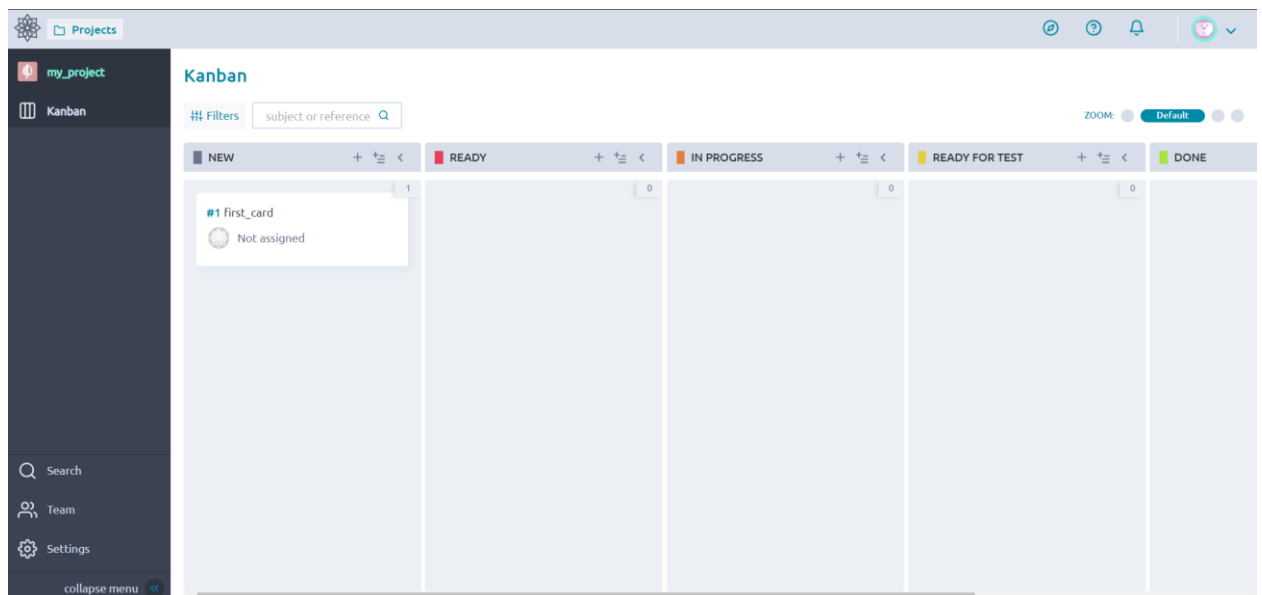 Projects
my_project
Kanban
Kanban
Filters
subject or reference
ZOOM: Default
NEW
READY
IN PROGRESS
READY FOR TEST
DONE
1
0
0
0
#1 first_card
Not assigned
Search
Team
Settings
collapse menu